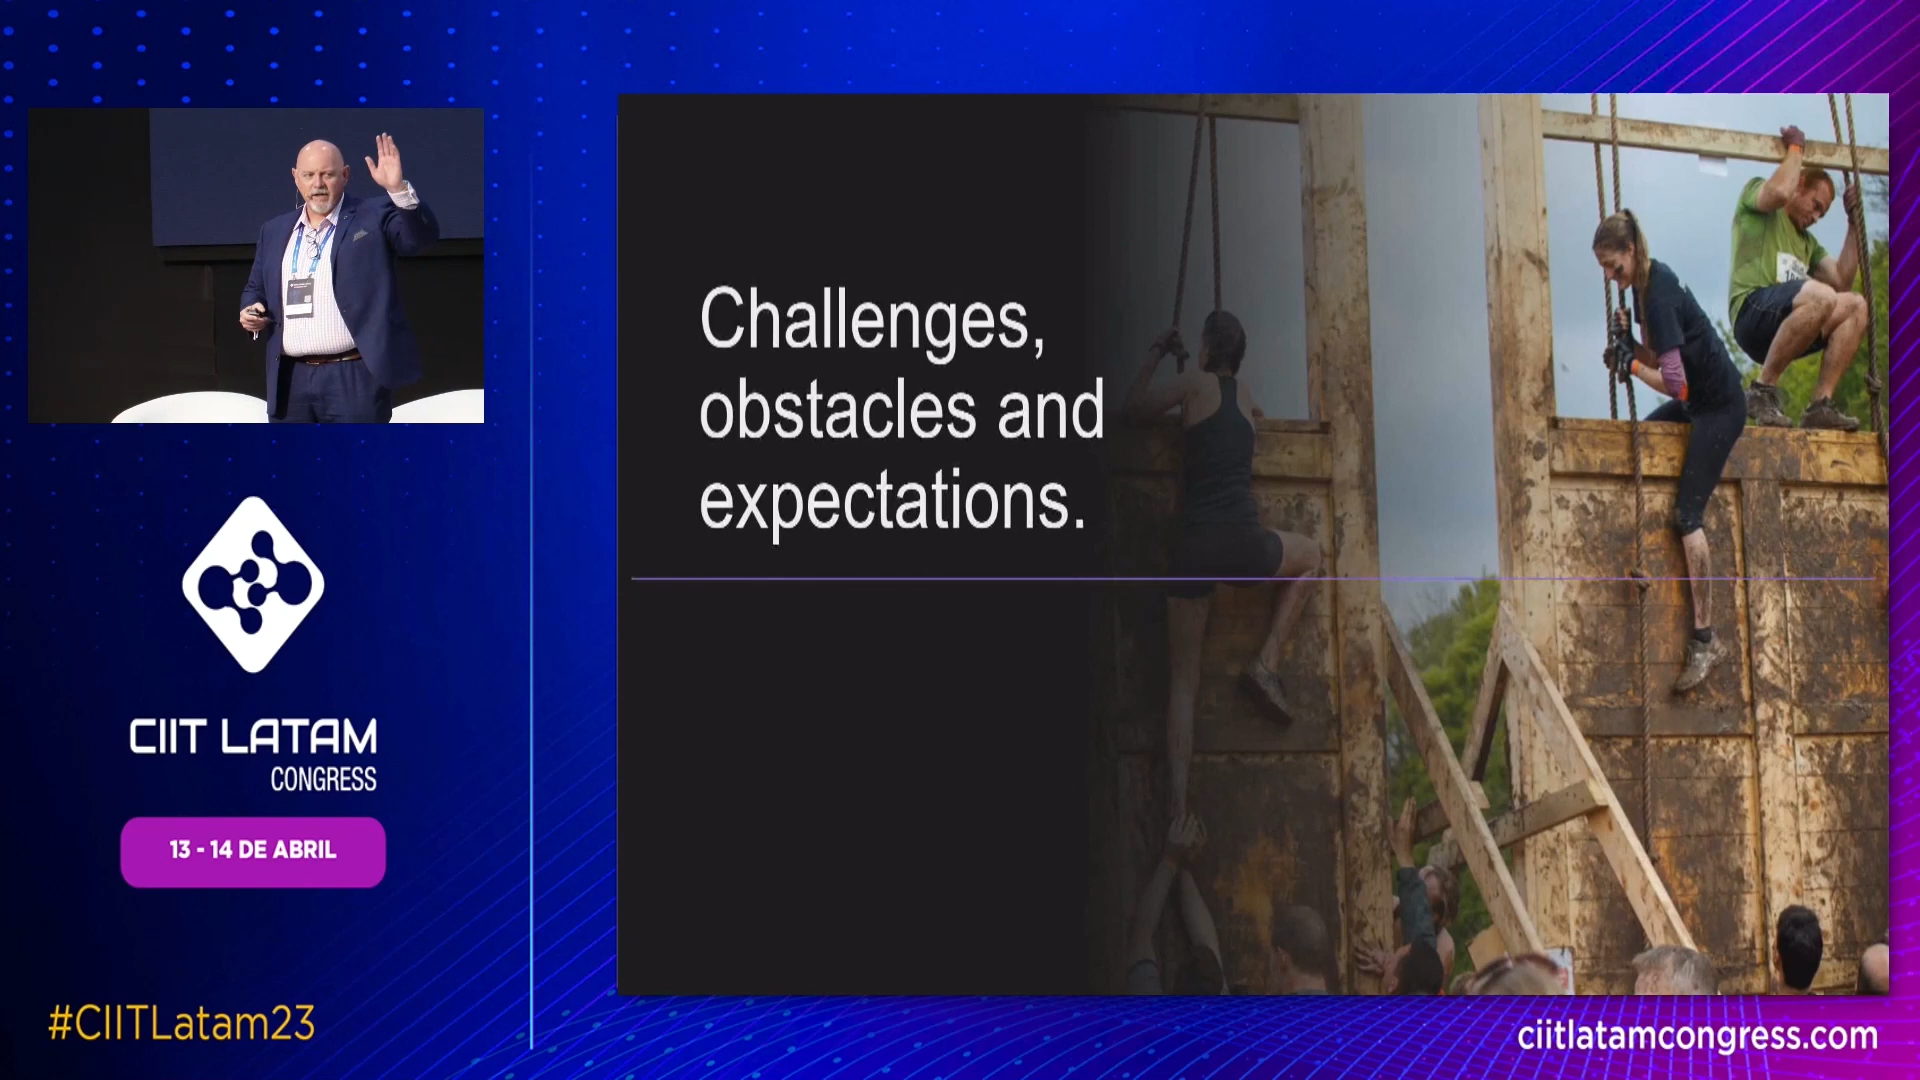 Challenges,
obstacles and
expectations.
CIIT LATAM
CONGRESS
13 - 14 DE ABRIL
#CIITLatam23
ciitlatamcongress.com